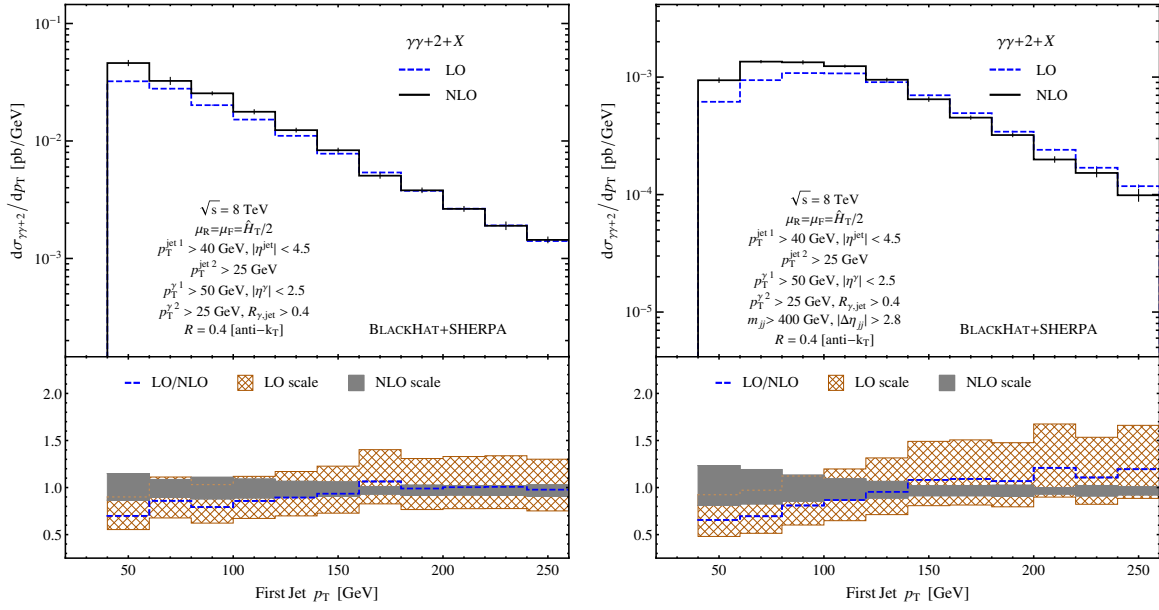 10⁻¹
10⁻²
10⁻³
dσγγ+2/dpT [pb/GeV]
γγ+2+X
LO
NLO
√s = 8 TeV
μR=μF=ĤT/2
pT^jet 1 > 40 GeV, |η^jet| < 4.5
pT^jet 2 > 25 GeV
pT^γ 1 > 50 GeV, |η^γ| < 2.5
pT^γ 2 > 25 GeV, Rγ,jet > 0.4
R = 0.4 [anti−kT]
BLACKHAT+SHERPA
LO/NLO
LO scale
NLO scale
2.0
1.5
1.0
0.5
50 100 150 200 250
First Jet pT [GeV]
10⁻³
10⁻⁴
10⁻⁵
dσγγ+2/dpT [pb/GeV]
γγ+2+X
LO
NLO
√s = 8 TeV
μR=μF=ĤT/2
pT^jet 1 > 40 GeV, |η^jet| < 4.5
pT^jet 2 > 25 GeV
pT^γ 1 > 50 GeV, |η^γ| < 2.5
pT^γ 2 > 25 GeV, Rγ,jet > 0.4
mjj > 400 GeV, |Δηjj| > 2.8
R = 0.4 [anti−kT]
BLACKHAT+SHERPA
LO/NLO
LO scale
NLO scale
2.0
1.5
1.0
0.5
50 100 150 200 250
First Jet pT [GeV]